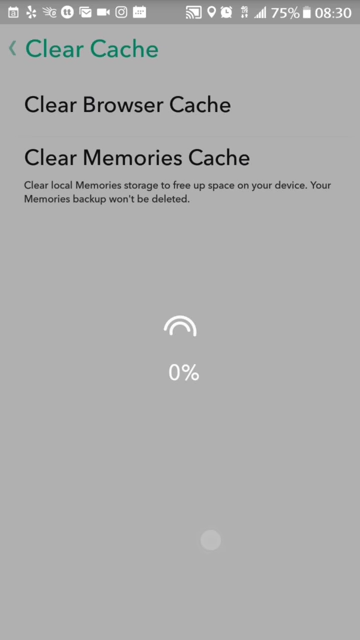 75% 08:30
Clear Cache
Clear Browser Cache
Clear Memories Cache
Clear local Memories storage to free up space on your device. Your
Memories backup won't be deleted.
0%